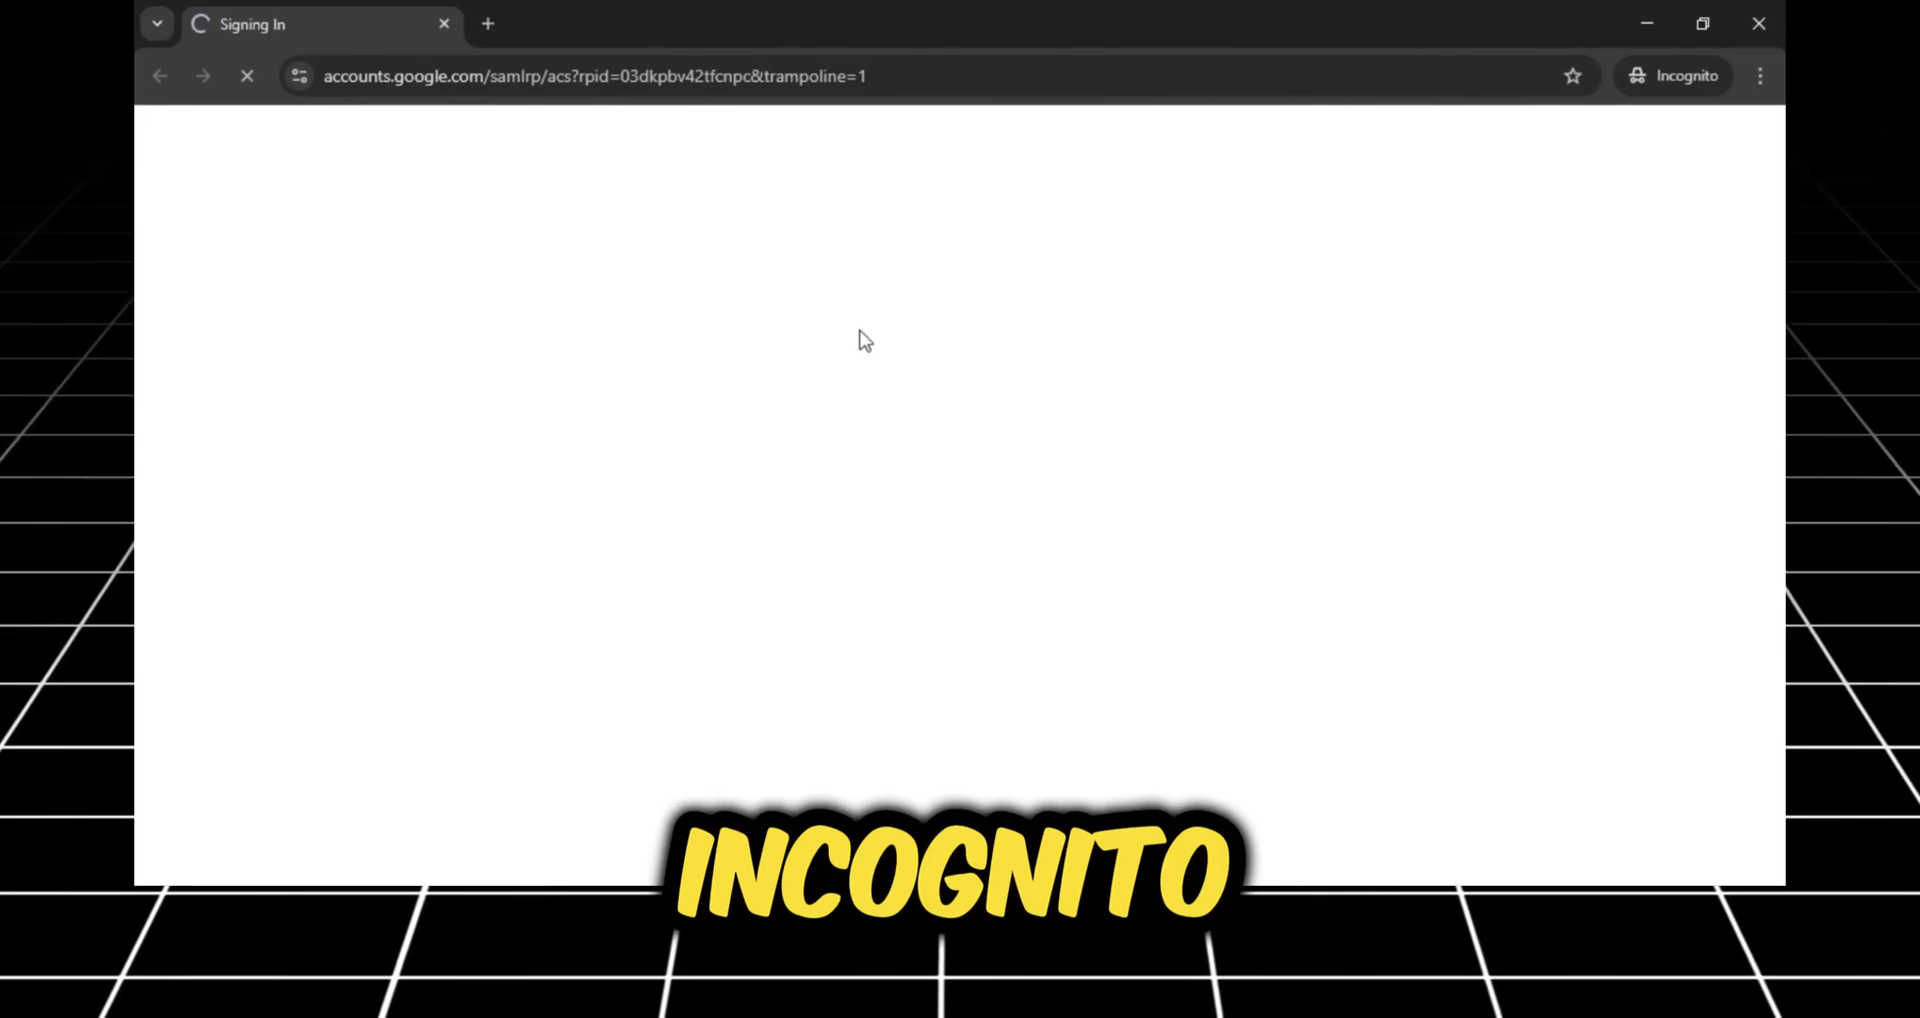 Signing In
accounts.google.com/samlrp/acs?rpid=03dkpbv42tfcnpc&trampoline=1
Incognito
INCOGNITO